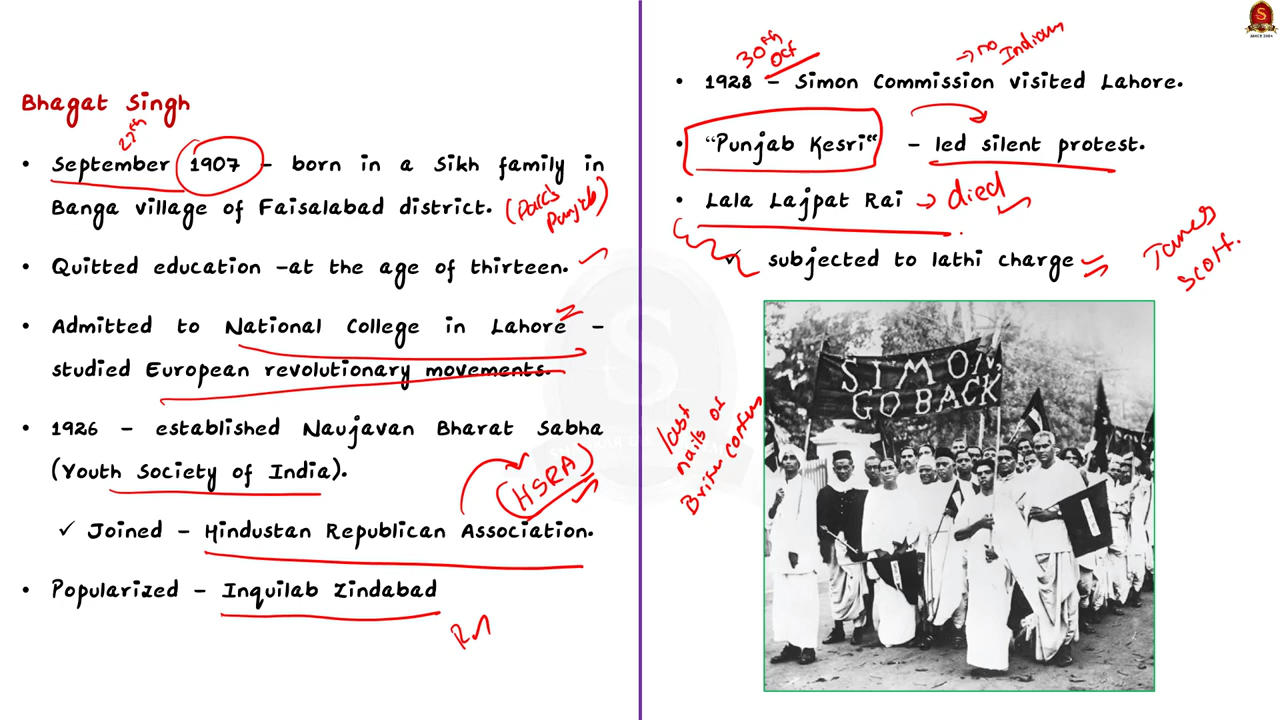 Bhagat Singh
27th
• September 1907 – born in a Sikh family in
Banga village of Faisalabad district. (Pak's
Punjab)
• Quitted education –at the age of thirteen.
• Admitted to National College in Lahore –
studied European revolutionary movements.
• 1926 – established Naujavan Bharat Sabha
(Youth Society of India).
(HSRA)
✓ Joined – Hindustan Republican Association.
• Popularized – Inquilab Zindabad
30th
Oct
→ no Indians
• 1928 – Simon Commission visited Lahore.
• “Punjab Kesri“ – led silent protest.
• Lala Lajpat Rai → died
✓ subjected to lathi charge
James
Scott.
last
nails on
SIMON,
GO BACK
S
SINCE 2004